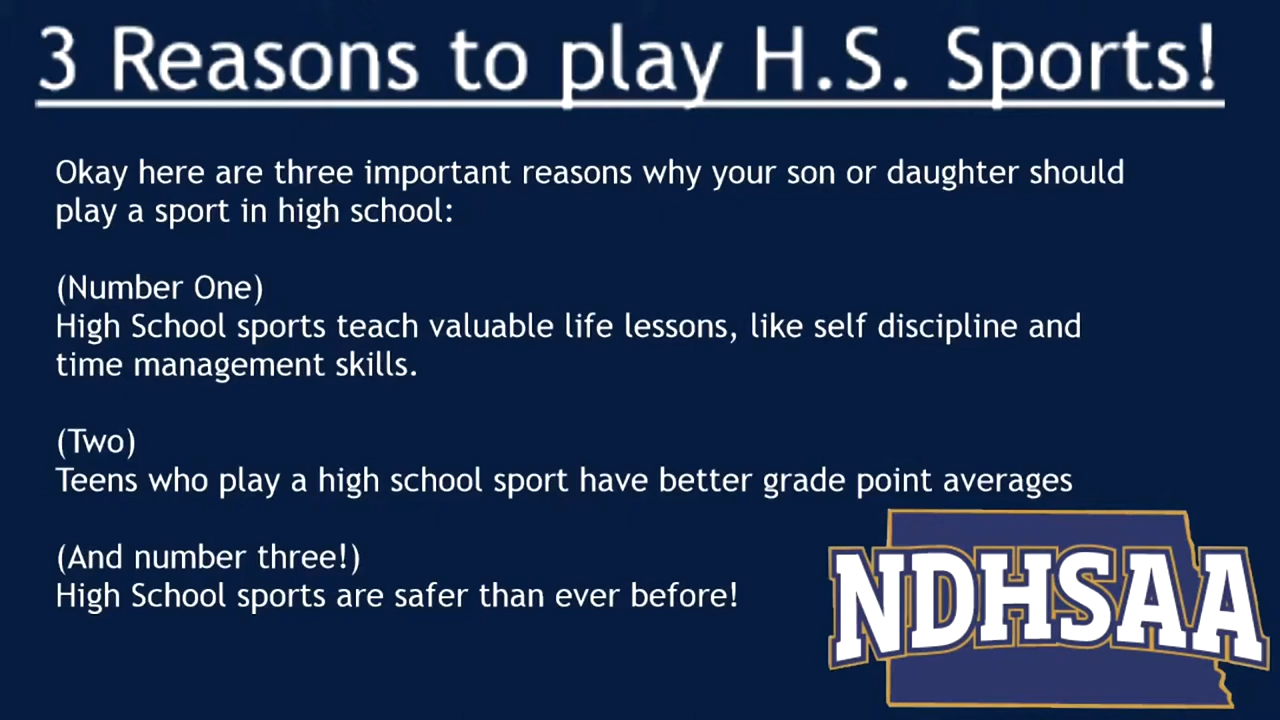 3 Reasons to play H.S. Sports!
Okay here are three important reasons why your son or daughter should
play a sport in high school:
(Number One)
High School sports teach valuable life lessons, like self discipline and
time management skills.
(Two)
Teens who play a high school sport have better grade point averages
(And number three!)
High School sports are safer than ever before!
NDHSAA